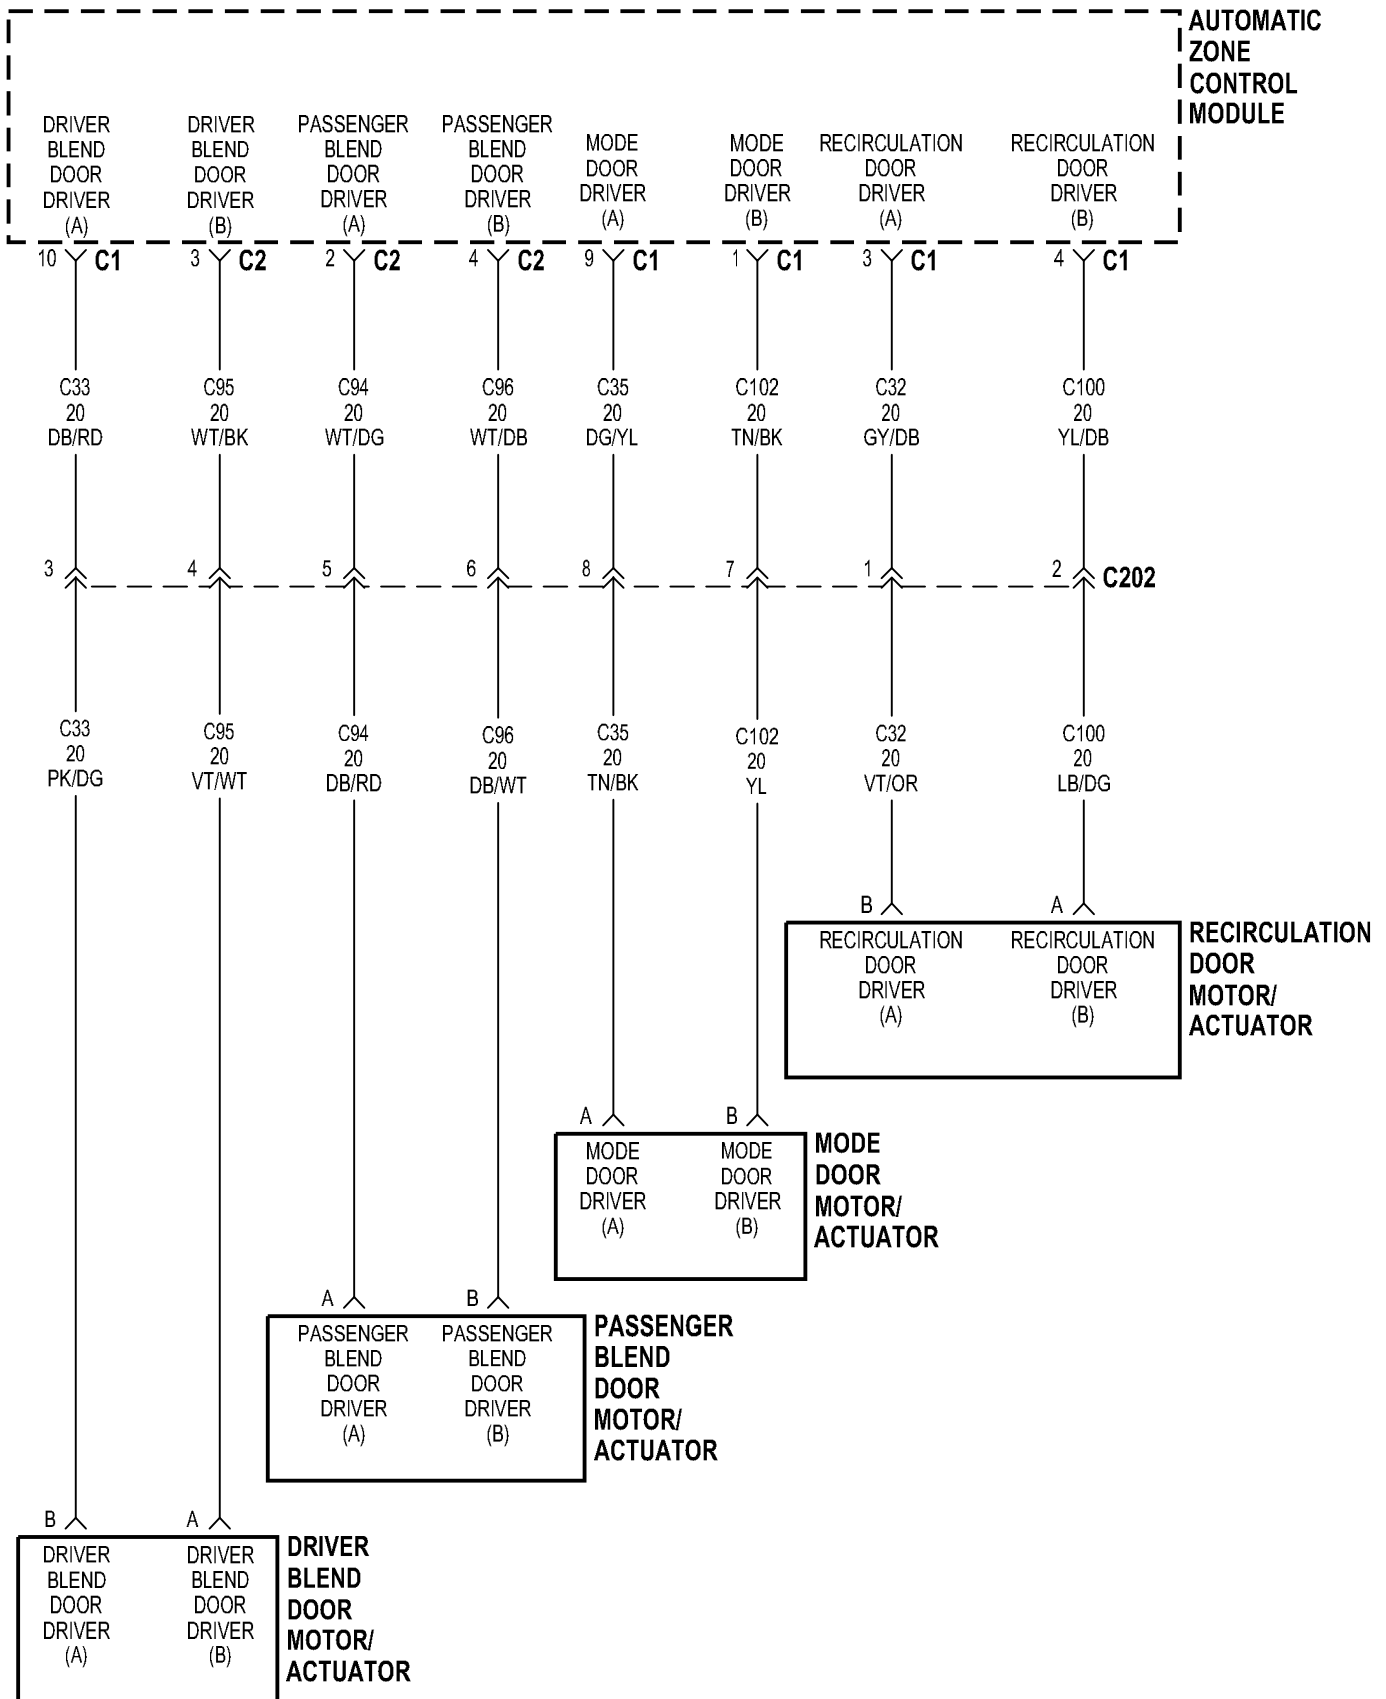 AUTOMATIC
ZONE
CONTROL
MODULE
DRIVER
BLEND
DOOR
DRIVER
(A)
DRIVER
BLEND
DOOR
DRIVER
(B)
PASSENGER
BLEND
DOOR
DRIVER
(A)
PASSENGER
BLEND
DOOR
DRIVER
(B)
MODE
DOOR
DRIVER
(A)
MODE
DOOR
DRIVER
(B)
RECIRCULATION
DOOR
DRIVER
(A)
RECIRCULATION
DOOR
DRIVER
(B)
10 C1
3 C2
2 C2
4 C2
9 C1
1 C1
3 C1
4 C1
C33
20
DB/RD
C95
20
WT/BK
C94
20
WT/DG
C96
20
WT/DB
C35
20
DG/YL
C102
20
TN/BK
C32
20
GY/DB
C100
20
YL/DB
3 4 5 6 8 7 1 2 C202
C33
20
PK/DG
C95
20
VT/WT
C94
20
DB/RD
C96
20
DB/WT
C35
20
TN/BK
C102
20
YL
C32
20
VT/OR
C100
20
LB/DG
B A
RECIRCULATION
DOOR
DRIVER
(A)
RECIRCULATION
DOOR
DRIVER
(B)
RECIRCULATION
DOOR
MOTOR/
ACTUATOR
A B
MODE
DOOR
DRIVER
(A)
MODE
DOOR
DRIVER
(B)
MODE
DOOR
MOTOR/
ACTUATOR
A B
PASSENGER
BLEND
DOOR
DRIVER
(A)
PASSENGER
BLEND
DOOR
DRIVER
(B)
PASSENGER
BLEND
DOOR
MOTOR/
ACTUATOR
B A
DRIVER
BLEND
DOOR
DRIVER
(A)
DRIVER
BLEND
DOOR
DRIVER
(B)
DRIVER
BLEND
DOOR
MOTOR/
ACTUATOR